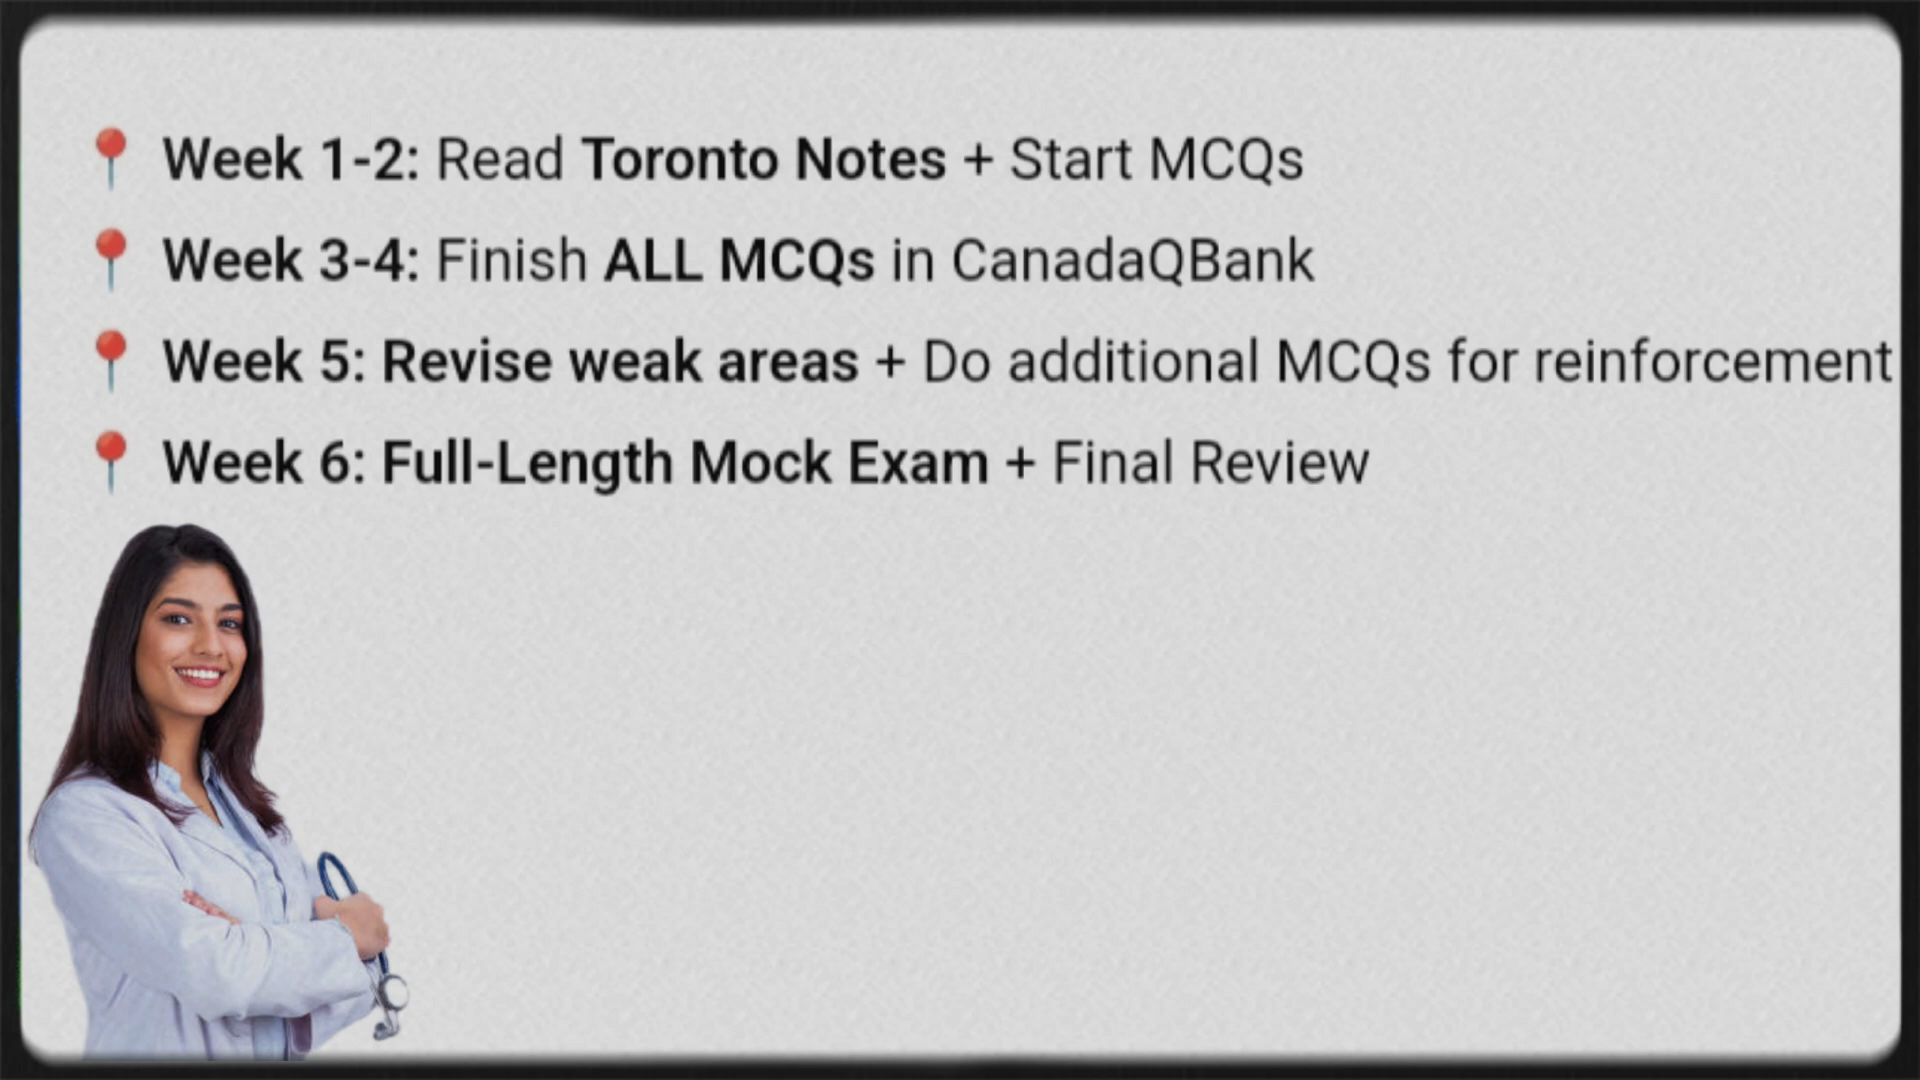 📍 Week 1-2: Read Toronto Notes + Start MCQs
📍 Week 3-4: Finish ALL MCQs in CanadaQBank
📍 Week 5: Revise weak areas + Do additional MCQs for reinforcement
📍 Week 6: Full-Length Mock Exam + Final Review